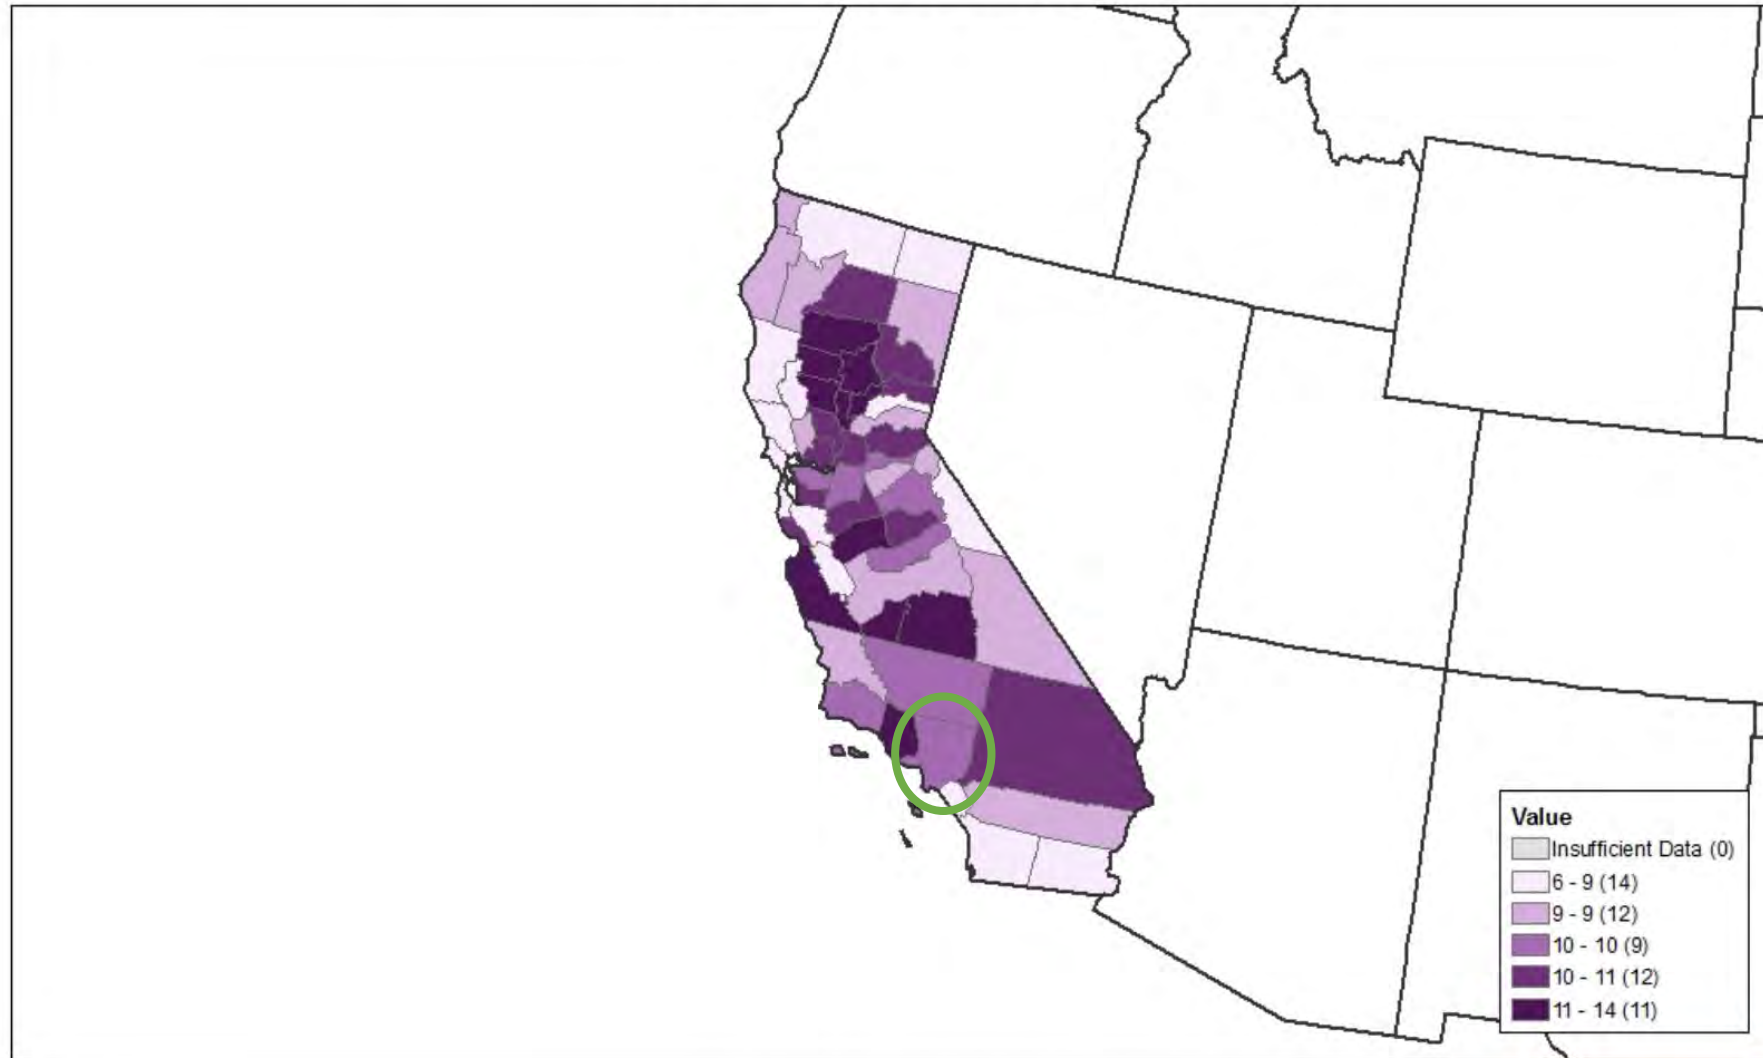 Value
Insufficient Data (0)
6 - 9 (14)
9 - 9 (12)
10 - 10 (9)
10 - 11 (12)
11 - 14 (11)